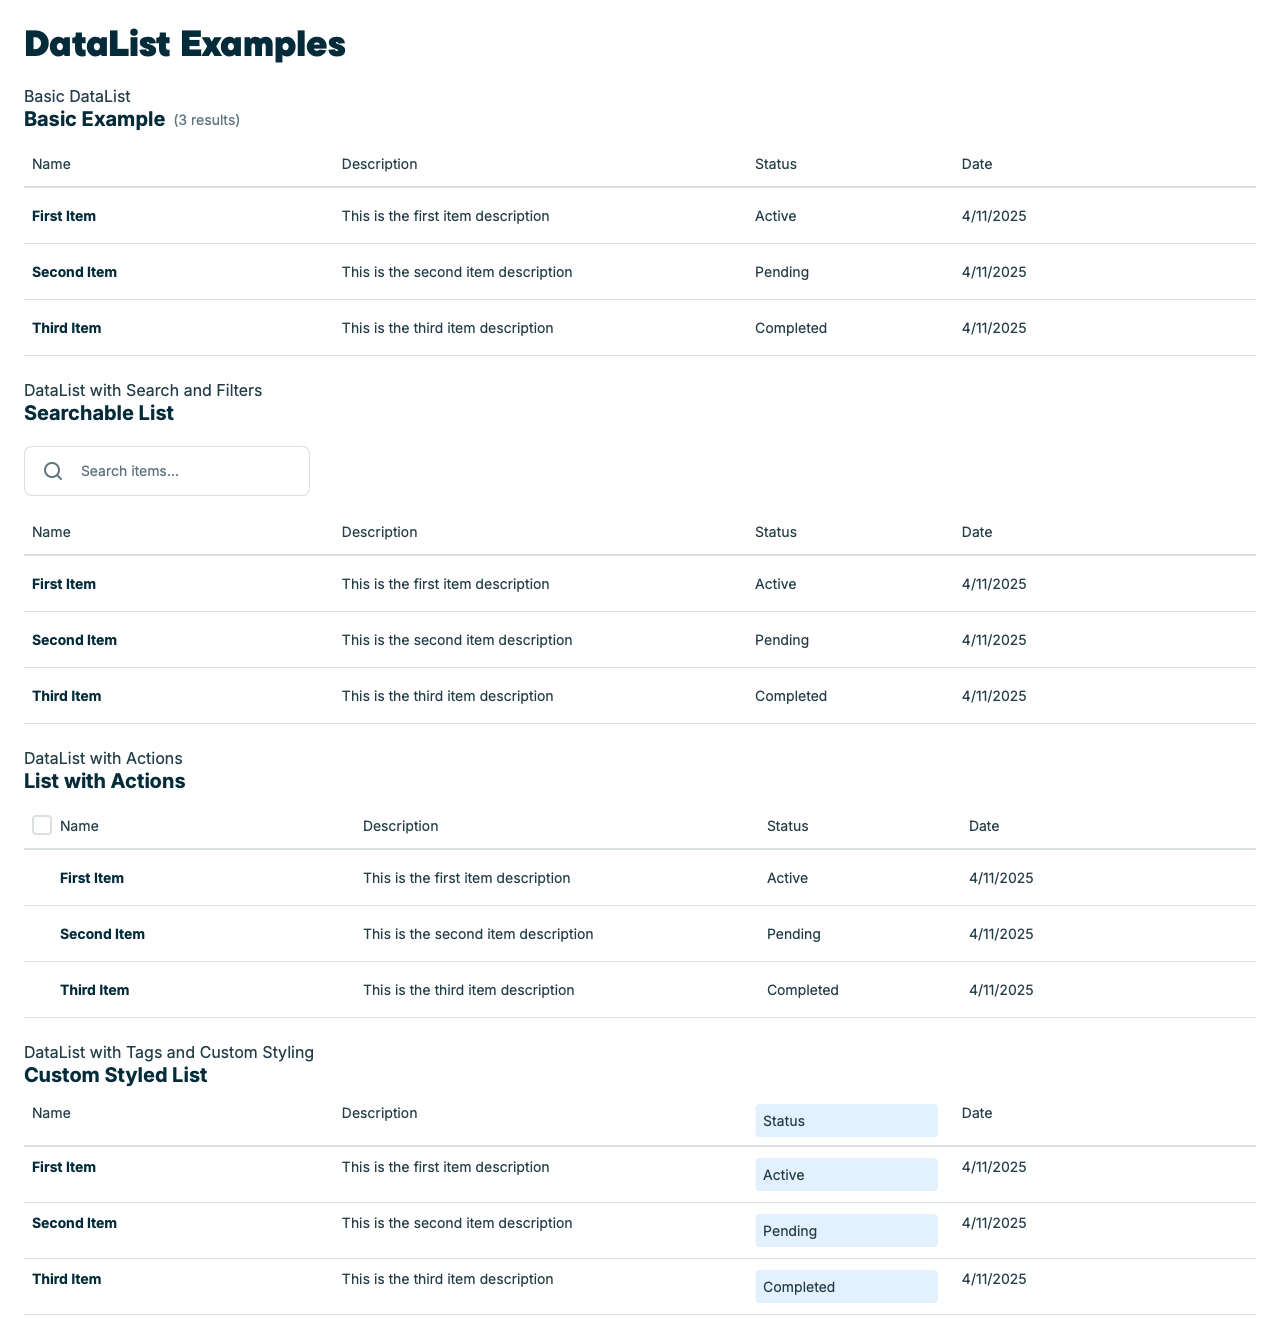 DataList Examples
Basic DataList
Basic Example (3 results)
Name Description Status Date
First Item This is the first item description Active 4/11/2025
Second Item This is the second item description Pending 4/11/2025
Third Item This is the third item description Completed 4/11/2025
DataList with Search and Filters
Searchable List
Search items...
Name Description Status Date
First Item This is the first item description Active 4/11/2025
Second Item This is the second item description Pending 4/11/2025
Third Item This is the third item description Completed 4/11/2025
DataList with Actions
List with Actions
Name Description Status Date
First Item This is the first item description Active 4/11/2025
Second Item This is the second item description Pending 4/11/2025
Third Item This is the third item description Completed 4/11/2025
DataList with Tags and Custom Styling
Custom Styled List
Name Description Status Date
First Item This is the first item description Active 4/11/2025
Second Item This is the second item description Pending 4/11/2025
Third Item This is the third item description Completed 4/11/2025